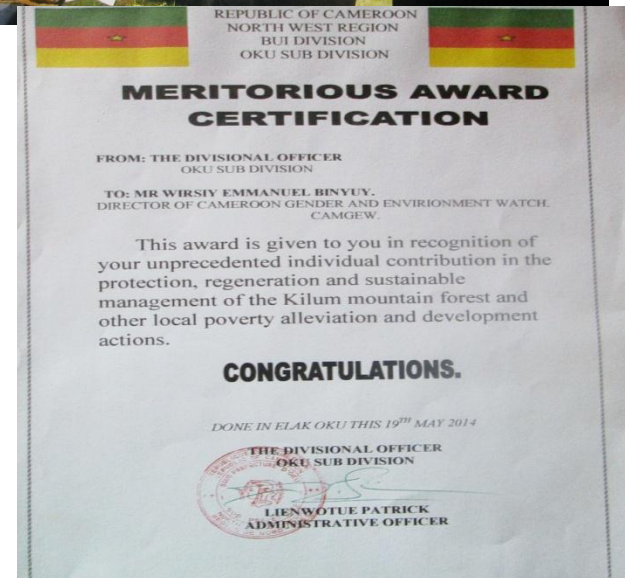 REPUBLIC OF CAMEROON
NORTH WEST REGION
BUI DIVISION
OKU SUB DIVISION
MERITORIOUS AWARD
CERTIFICATION
FROM: THE DIVISIONAL OFFICER
OKU SUB DIVISION
TO: MR WIRSIY EMMANUEL BINYUY.
DIRECTOR OF CAMEROON GENDER AND ENVIRIONMENT WATCH.
CAMGEW.
This award is given to you in recognition of
your unprecedented individual contribution in the
protection, regeneration and sustainable
management of the Kilum mountain forest and
other local poverty alleviation and development
actions.
CONGRATULATIONS.
DONE IN ELAK OKU THIS 19TH MAY 2014
THE DIVISIONAL OFFICER
OKU SUB DIVISION
LIENWOTUE PATRICK
ADMINISTRATIVE OFFICER